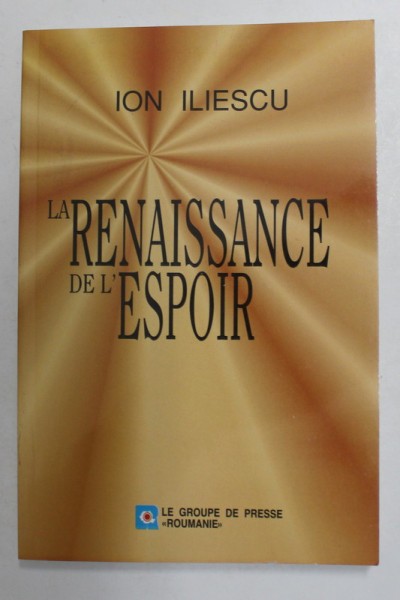 ION ILIESCU
LA RENAISSANCE
DE L'ESPOIR
LE GROUPE DE PRESSE
«ROUMANIE»